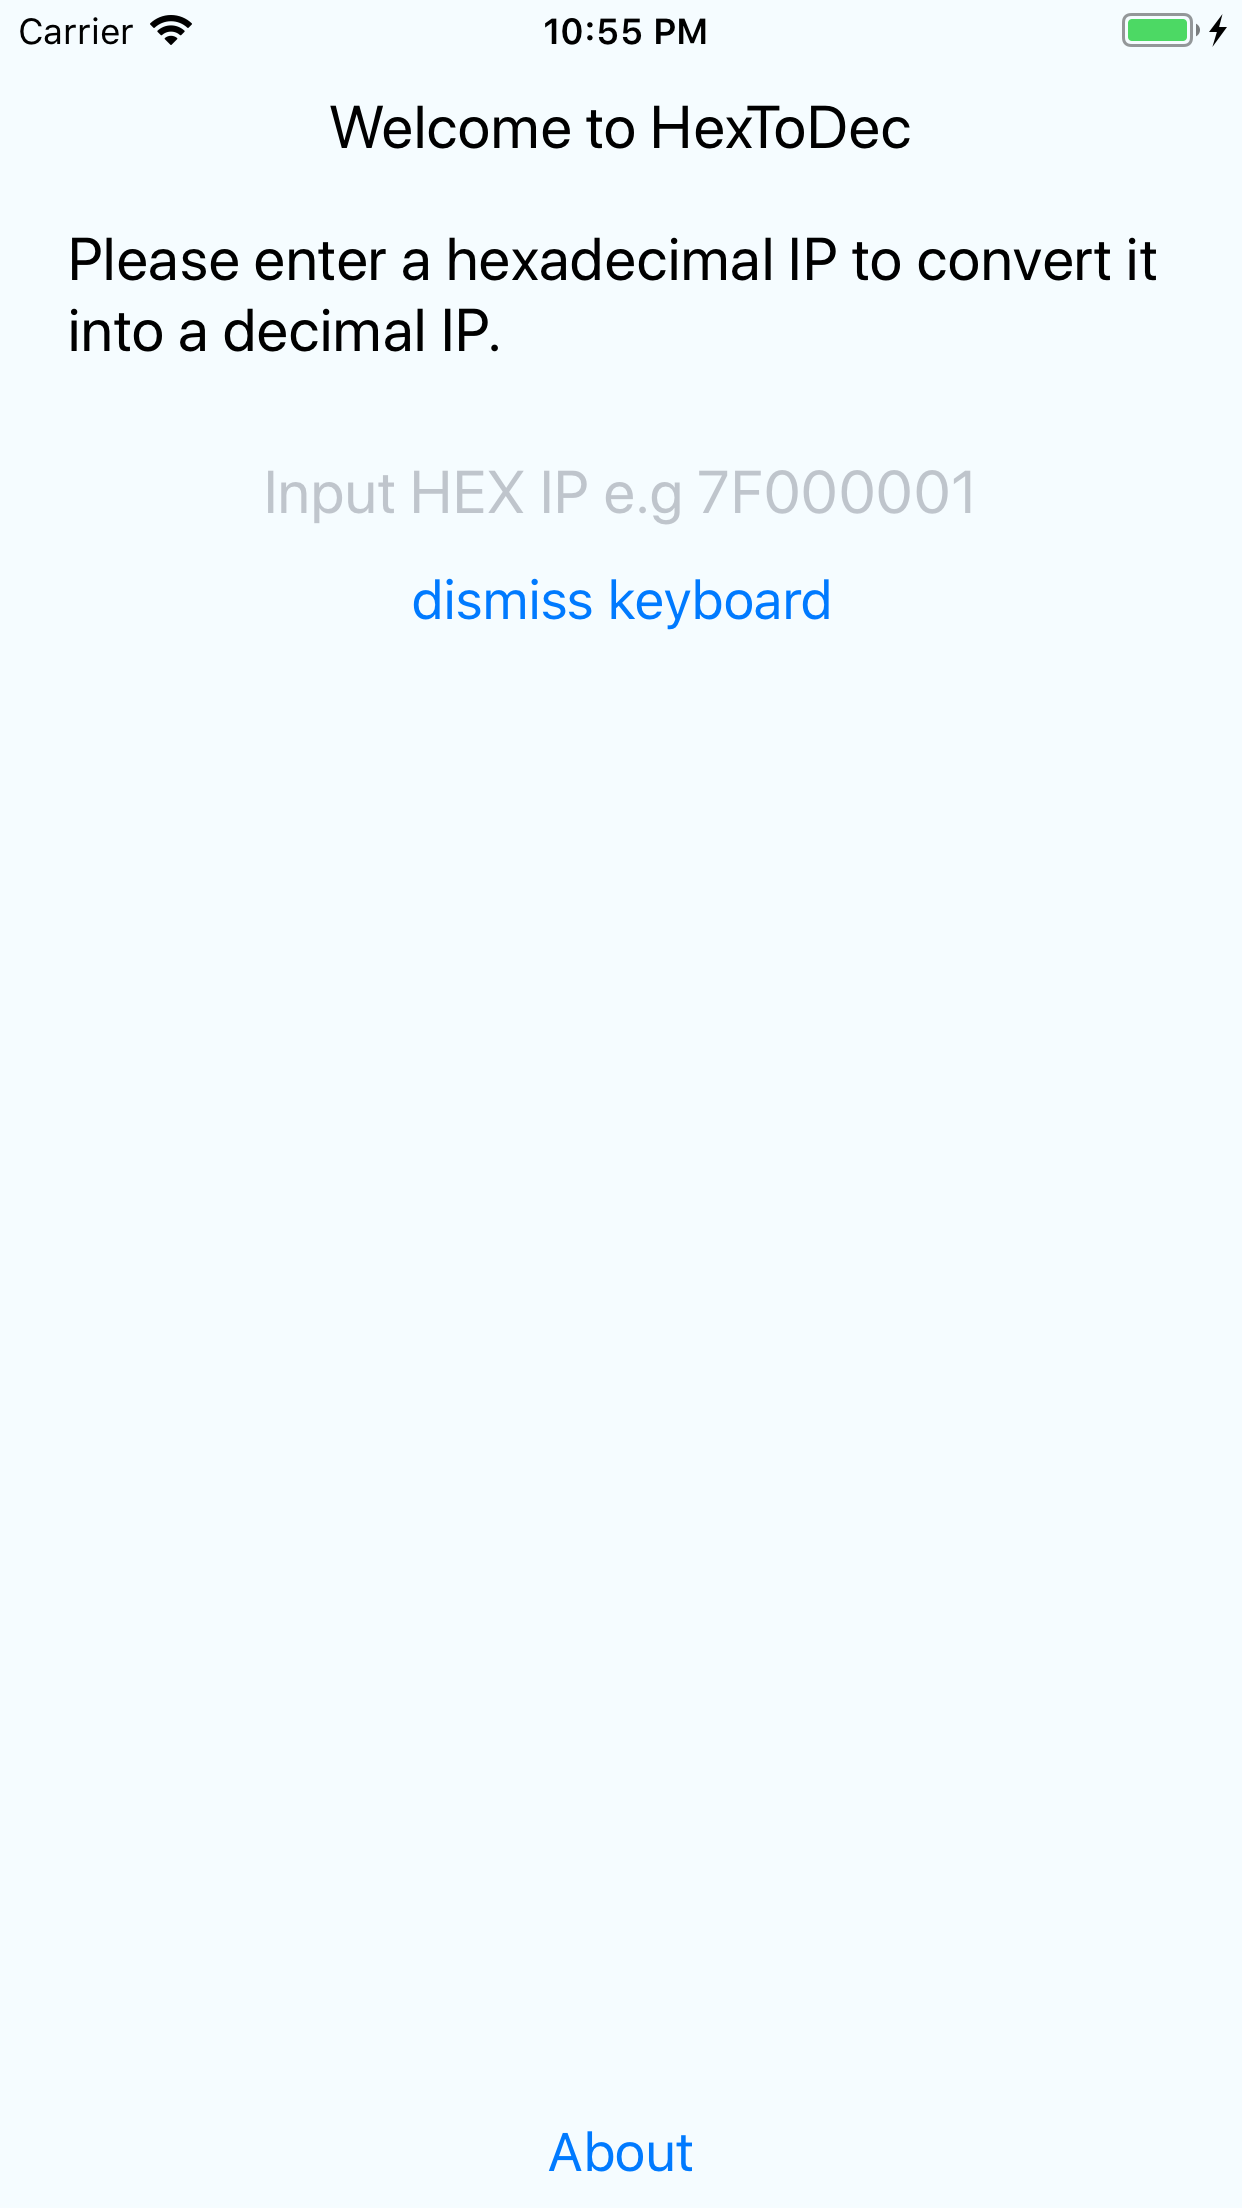 Carrier 10:55 PM
Welcome to HexToDec
Please enter a hexadecimal IP to convert it
into a decimal IP.
Input HEX IP e.g 7F000001
dismiss keyboard
About